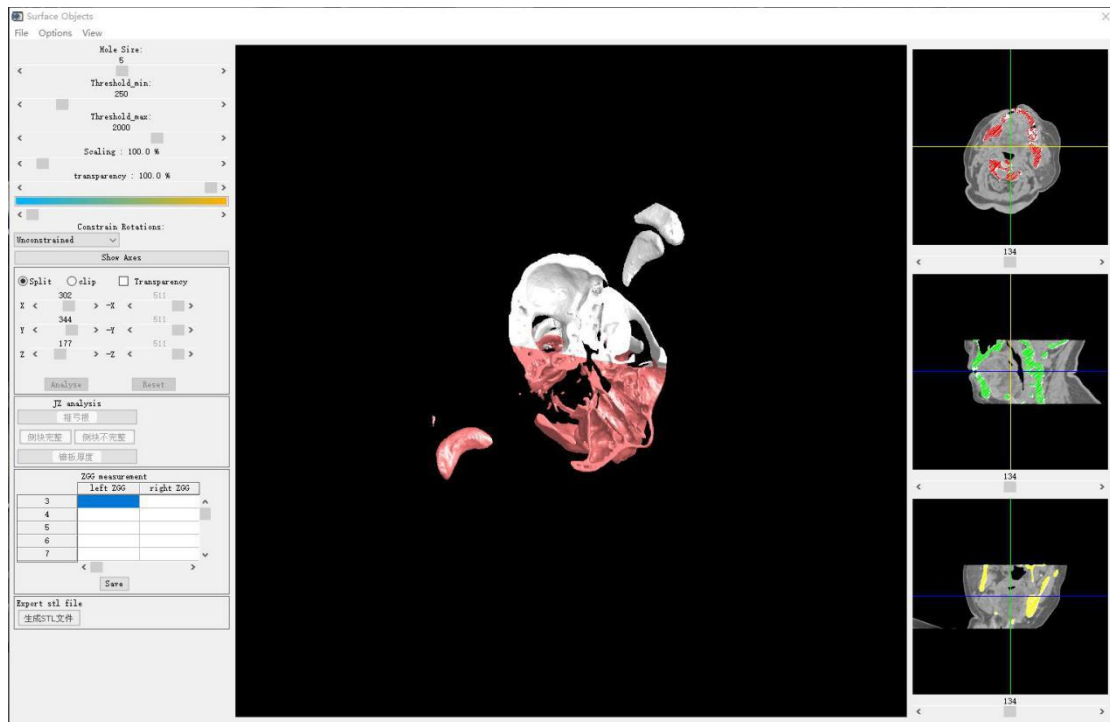 Surface Objects
File Options View
Hole Size:
5
Threshold_min:
250
Threshold_max:
2000
Scaling : 100.0 %
transparency : 100.0 %
Constrain Rotations:
Unconstrained
Show Axes
Split clip Transparency
302 511
X < > -X < >
344 511
Y < > -Y < >
177 511
Z < > -Z < >
Analyse Reset
JZ analysis
椎弓根
侧块完整 侧块不完整
椎板厚度
ZGG measurement
left ZGG right ZGG
3
4
5
6
7
Save
Export stl file
生成STL文件
134
134
134